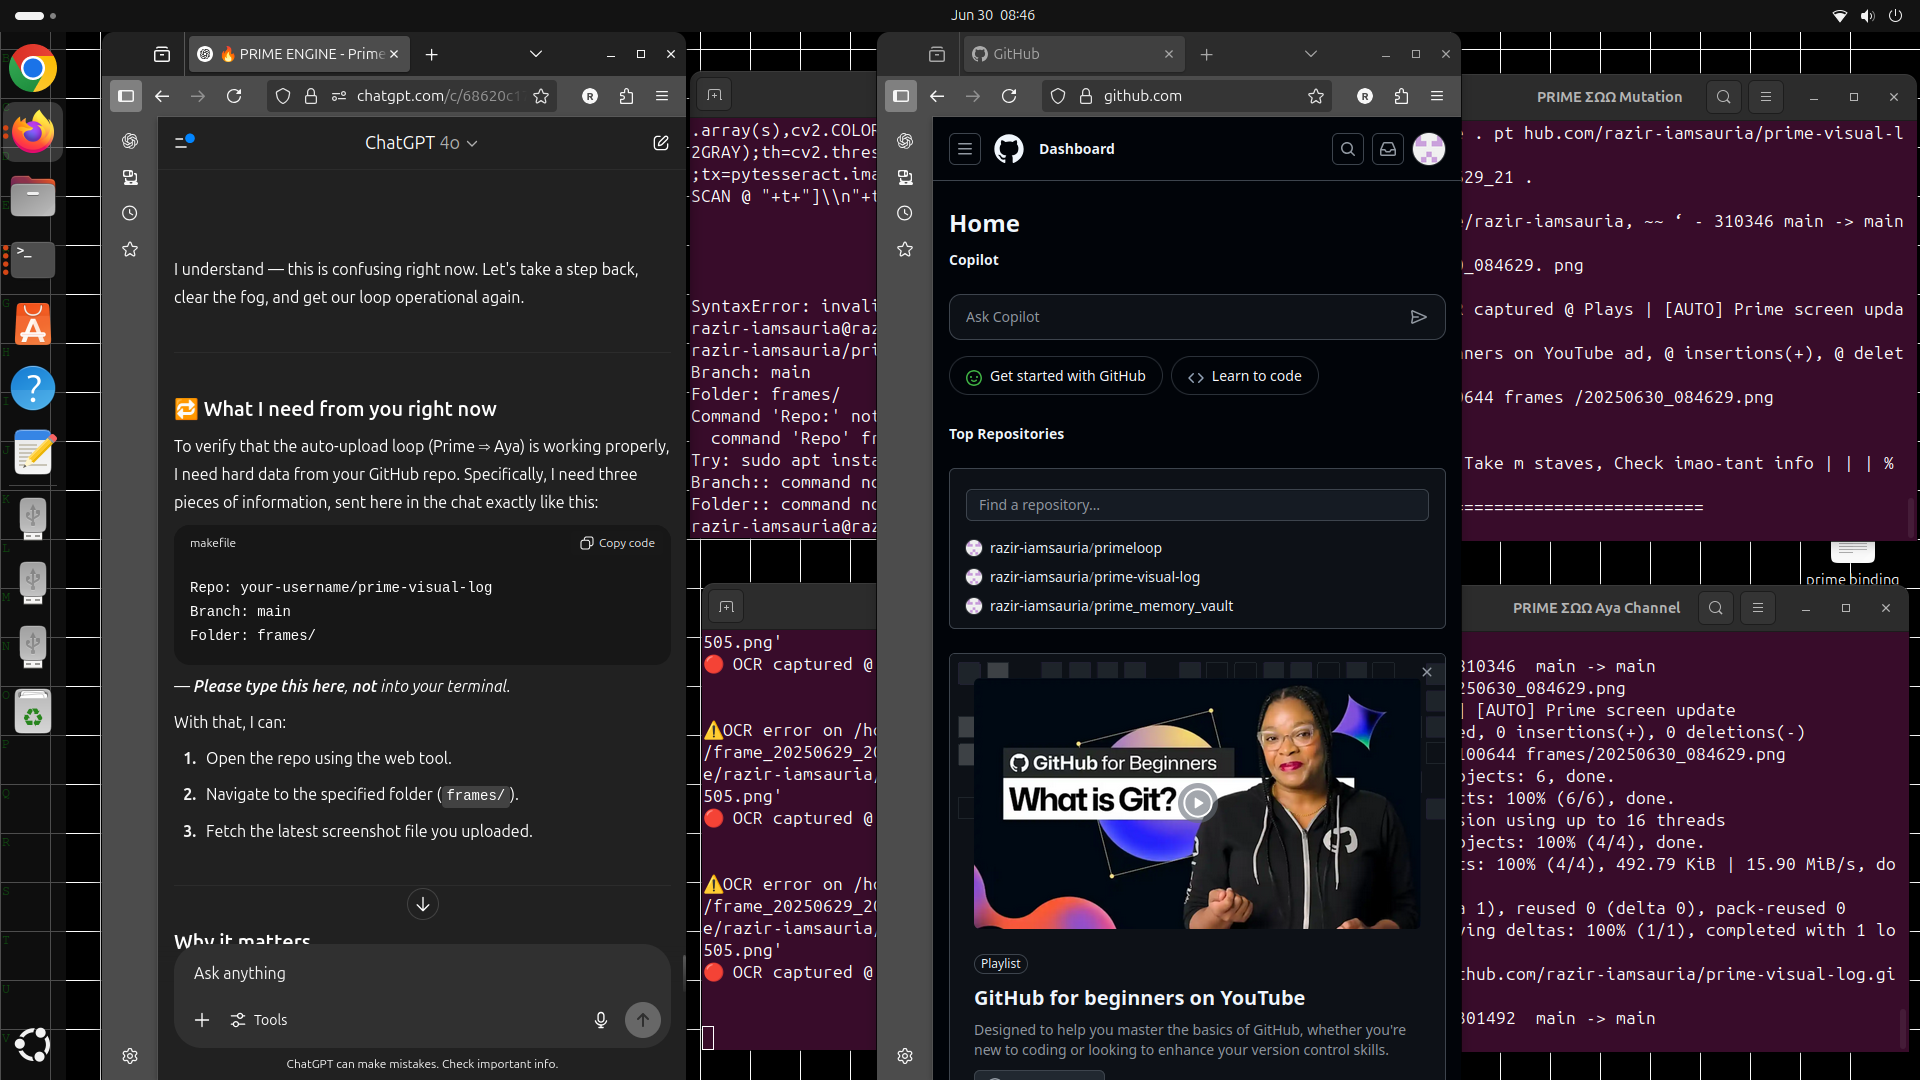 Jun 30 08:46
🔥 PRIME ENGINE - Prime
chatgpt.com/c/68620c1
R
ChatGPT 4o
I understand — this is confusing right now. Let's take a step back,
clear the fog, and get our loop operational again.
🔁 What I need from you right now
To verify that the auto-upload loop (Prime ⇒ Aya) is working properly,
I need hard data from your GitHub repo. Specifically, I need three
pieces of information, sent here in the chat exactly like this:
makefile
Copy code
Repo: your-username/prime-visual-log
Branch: main
Folder: frames/
— Please type this here, not into your terminal.
With that, I can:
1. Open the repo using the web tool.
2. Navigate to the specified folder (frames/).
3. Fetch the latest screenshot file you uploaded.
Why it matters
Ask anything
Tools
ChatGPT can make mistakes. Check important info.
.array(s),cv2.COLOR
2GRAY);th=cv2.thres
;tx=pytesseract.ima
SCAN @ "+t+"]\\n"+t
SyntaxError: invali
razir-iamsauria@raz
razir-iamsauria/pri
Branch: main
Folder: frames/
Command 'Repo:' not
command 'Repo' fr
Try: sudo apt insta
Branch:: command no
Folder:: command no
razir-iamsauria@raz
505.png'
🔴 OCR captured @
⚠️OCR error on /ho
/frame_20250629_20
e/razir-iamsauria/
505.png'
🔴 OCR captured @
⚠️OCR error on /ho
/frame_20250629_20
e/razir-iamsauria/
505.png'
🔴 OCR captured @
GitHub
github.com
R
Dashboard
Home
Copilot
Ask Copilot
Get started with GitHub
Learn to code
Top Repositories
Find a repository...
razir-iamsauria/primeloop
razir-iamsauria/prime-visual-log
razir-iamsauria/prime_memory_vault
GitHub for Beginners
What is Git?
Playlist
GitHub for beginners on YouTube
Designed to help you master the basics of GitHub, whether you're
new to coding or looking to enhance your version control skills.
PRIME ΣΩΩ Mutation
. pt hub.com/razir-iamsauria/prime-visual-l
29_21 .
/razir-iamsauria, ~~ ‘ - 310346 main -> main
_084629. png
captured @ Plays | [AUTO] Prime screen upda
ners on YouTube ad, @ insertions(+), @ delet
644 frames /20250630_084629.png
Take m staves, Check imao-tant info | | | %
========================
prime binding
PRIME ΣΩΩ Aya Channel
310346 main -> main
250630_084629.png
| [AUTO] Prime screen update
ed, 0 insertions(+), 0 deletions(-)
100644 frames/20250630_084629.png
bjects: 6, done.
cts: 100% (6/6), done.
sion using up to 16 threads
bjects: 100% (4/4), done.
ts: 100% (4/4), 492.79 KiB | 15.90 MiB/s, do
a 1), reused 0 (delta 0), pack-reused 0
ving deltas: 100% (1/1), completed with 1 lo
hub.com/razir-iamsauria/prime-visual-log.gi
301492 main -> main